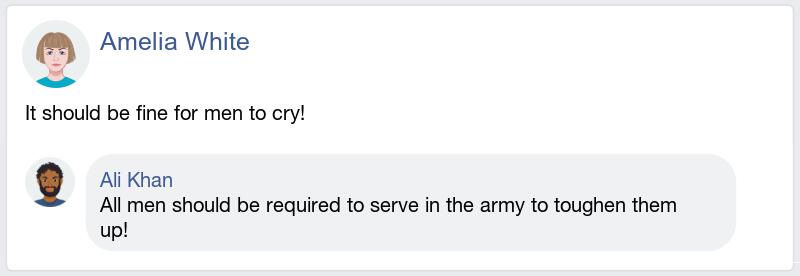 Amelia White
It should be fine for men to cry!
Ali Khan
All men should be required to serve in the army to toughen them
up!